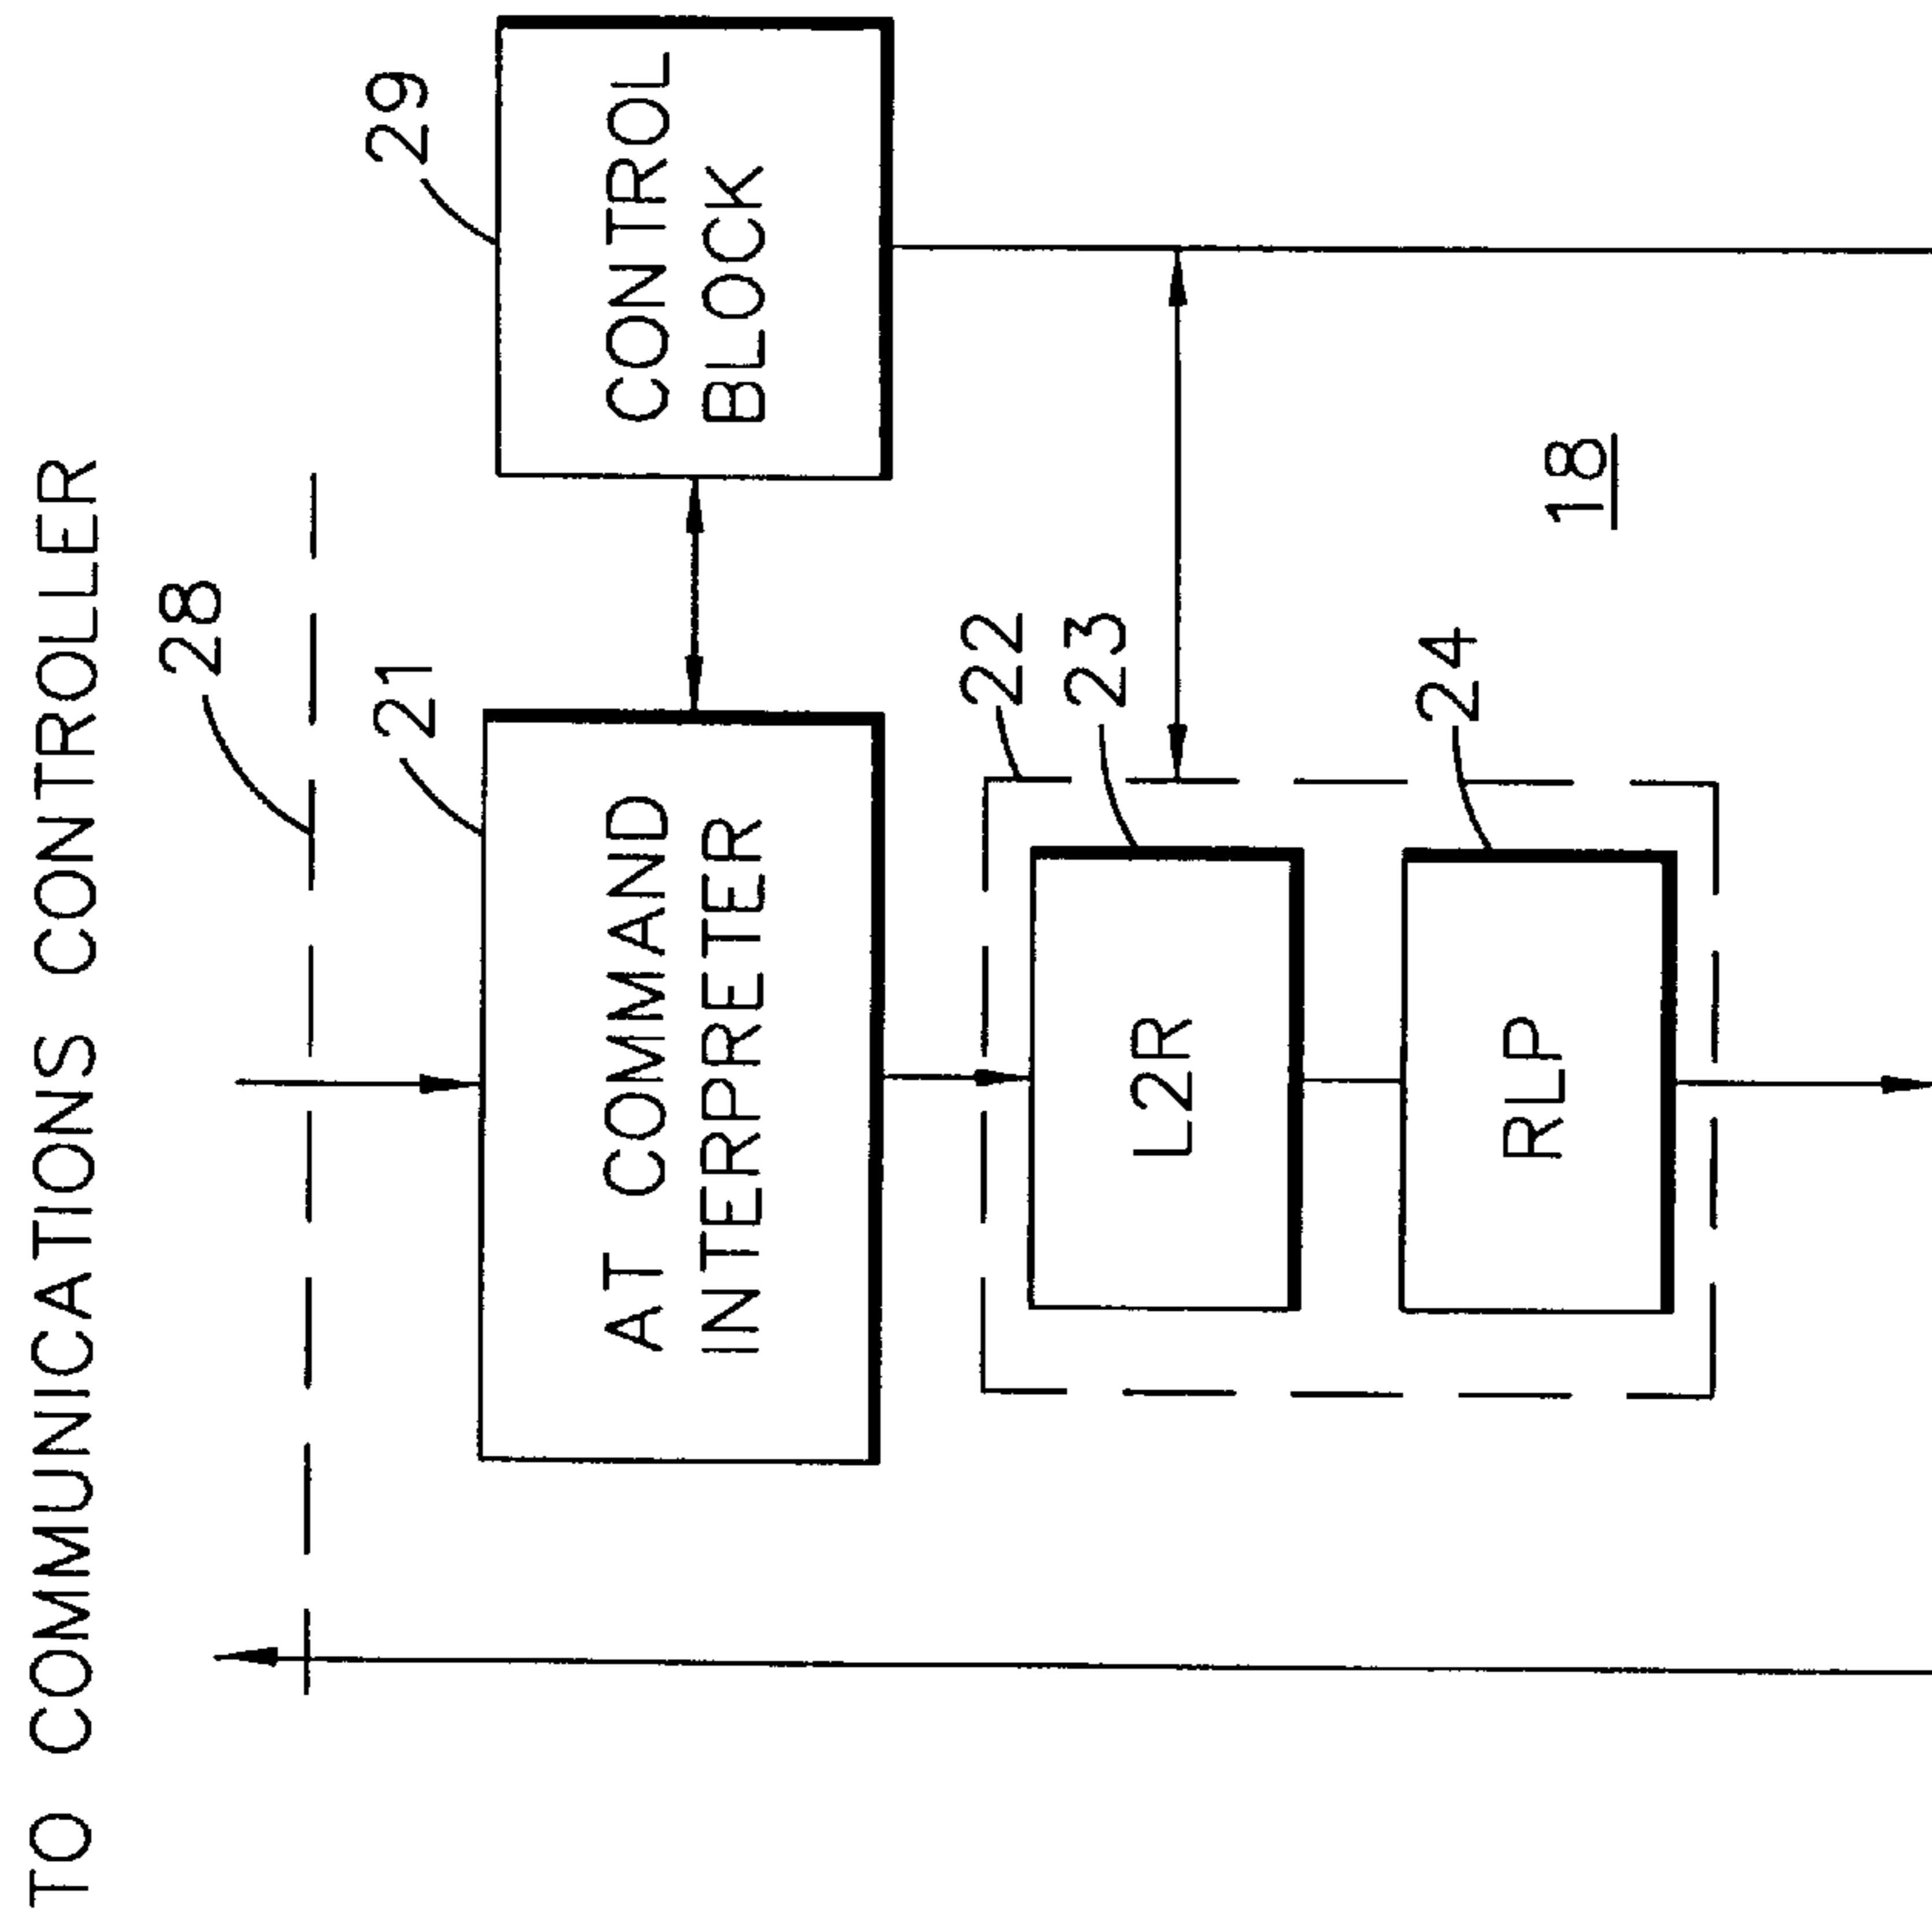 TO COMMUNICATIONS CONTROLLER
28
21
AT COMMAND
INTERPRETER
29
CONTROL
BLOCK
22
23
L2R
24
RLP
18